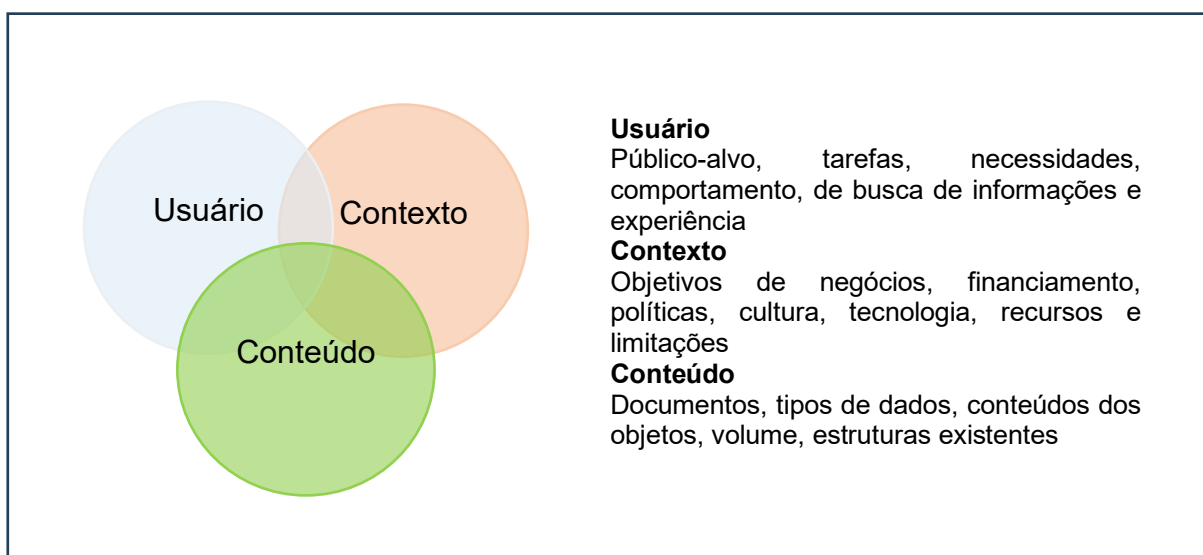 Usuário
Contexto
Conteúdo
Usuário
Público-alvo, tarefas, necessidades,
comportamento, de busca de informações e
experiência
Contexto
Objetivos de negócios, financiamento,
políticas, cultura, tecnologia, recursos e
limitações
Conteúdo
Documentos, tipos de dados, conteúdos dos
objetos, volume, estruturas existentes